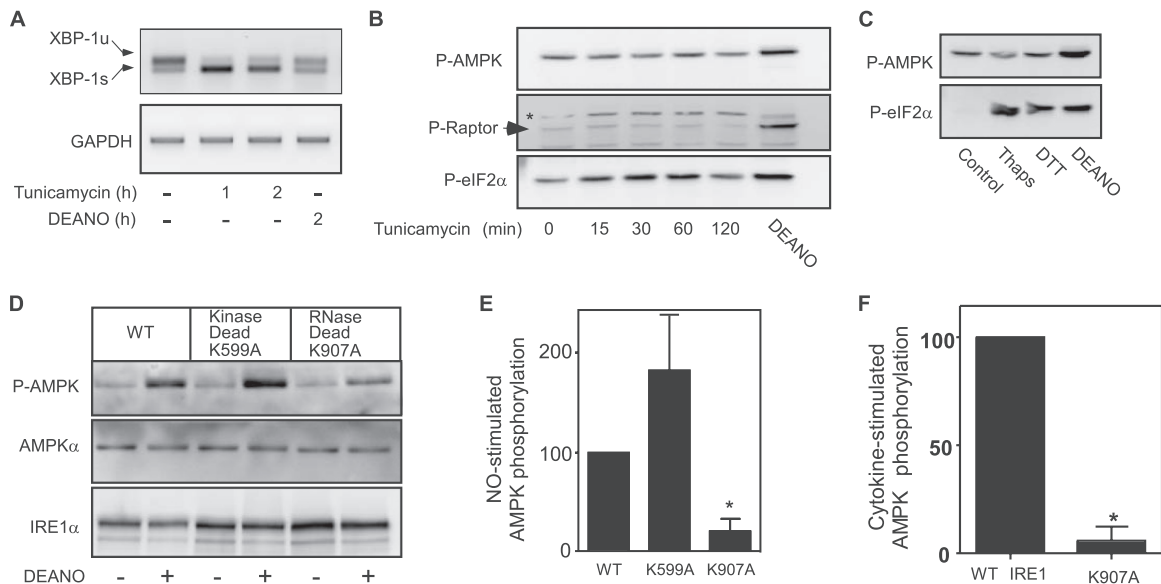 A
XBP-1u
XBP-1s
GAPDH
Tunicamycin (h) - 1 2 -
DEANO (h) - - - 2
B
P-AMPK
*
P-Raptor
P-eIF2α
Tunicamycin (min) 0 15 30 60 120 DEANO
C
P-AMPK
P-eIF2α
Control Thaps DTT DEANO
D
WT
Kinase
Dead
K599A
RNase
Dead
K907A
P-AMPK
AMPKα
IRE1α
DEANO - + - + - +
E
NO-stimulated
AMPK phosphorylation
200
100
0
*
WT K599A K907A
F
Cytokine-stimulated
AMPK phosphorylation
100
50
0
*
WT IRE1 K907A